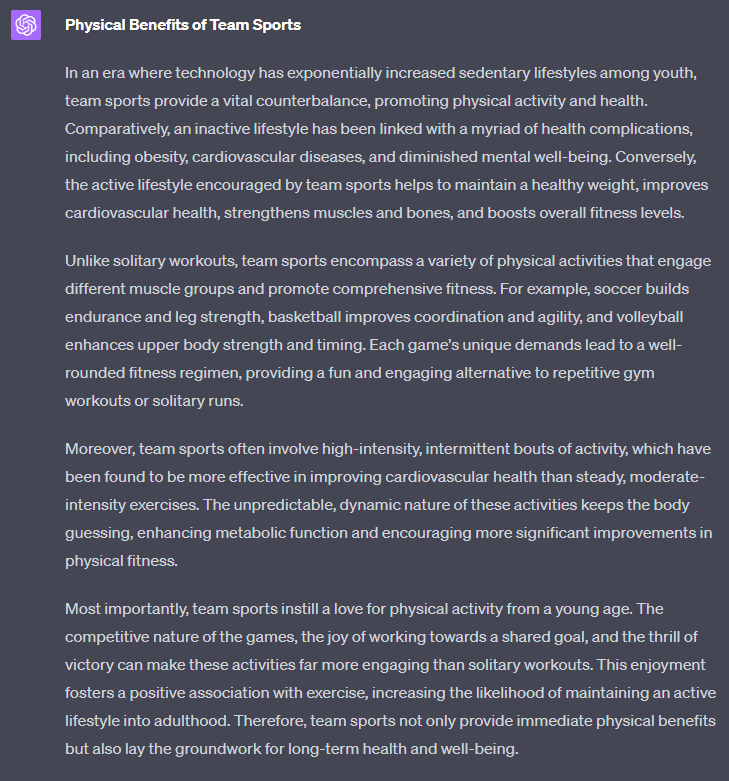 Physical Benefits of Team Sports
In an era where technology has exponentially increased sedentary lifestyles among youth,
team sports provide a vital counterbalance, promoting physical activity and health.
Comparatively, an inactive lifestyle has been linked with a myriad of health complications,
including obesity, cardiovascular diseases, and diminished mental well-being. Conversely,
the active lifestyle encouraged by team sports helps to maintain a healthy weight, improves
cardiovascular health, strengthens muscles and bones, and boosts overall fitness levels.
Unlike solitary workouts, team sports encompass a variety of physical activities that engage
different muscle groups and promote comprehensive fitness. For example, soccer builds
endurance and leg strength, basketball improves coordination and agility, and volleyball
enhances upper body strength and timing. Each game's unique demands lead to a well-
rounded fitness regimen, providing a fun and engaging alternative to repetitive gym
workouts or solitary runs.
Moreover, team sports often involve high-intensity, intermittent bouts of activity, which have
been found to be more effective in improving cardiovascular health than steady, moderate-
intensity exercises. The unpredictable, dynamic nature of these activities keeps the body
guessing, enhancing metabolic function and encouraging more significant improvements in
physical fitness.
Most importantly, team sports instill a love for physical activity from a young age. The
competitive nature of the games, the joy of working towards a shared goal, and the thrill of
victory can make these activities far more engaging than solitary workouts. This enjoyment
fosters a positive association with exercise, increasing the likelihood of maintaining an active
lifestyle into adulthood. Therefore, team sports not only provide immediate physical benefits
but also lay the groundwork for long-term health and well-being.